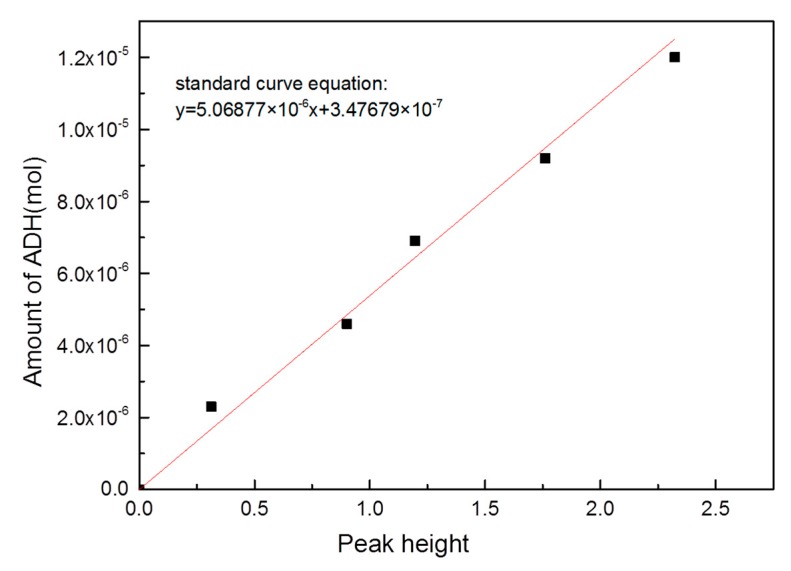 1.2x10⁻⁵
1.0x10⁻⁵
8.0x10⁻⁶
6.0x10⁻⁶
4.0x10⁻⁶
2.0x10⁻⁶
0.0
Amount of ADH(mol)
standard curve equation:
y=5.06877×10⁻⁶x+3.47679×10⁻⁷
0.0 0.5 1.0 1.5 2.0 2.5
Peak height